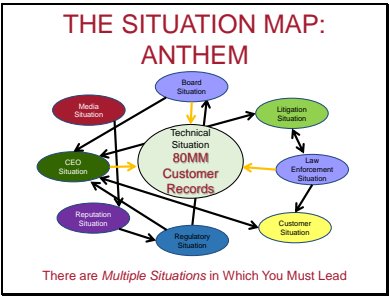 THE SITUATION MAP:
ANTHEM
Board
Situation
Media
Situation
Litigation
Situation
Technical
Situation
80MM
Customer
Records
CEO
Situation
Law
Enforcement
Situation
Reputation
Situation
Customer
Situation
Regulatory
Situation
There are Multiple Situations in Which You Must Lead